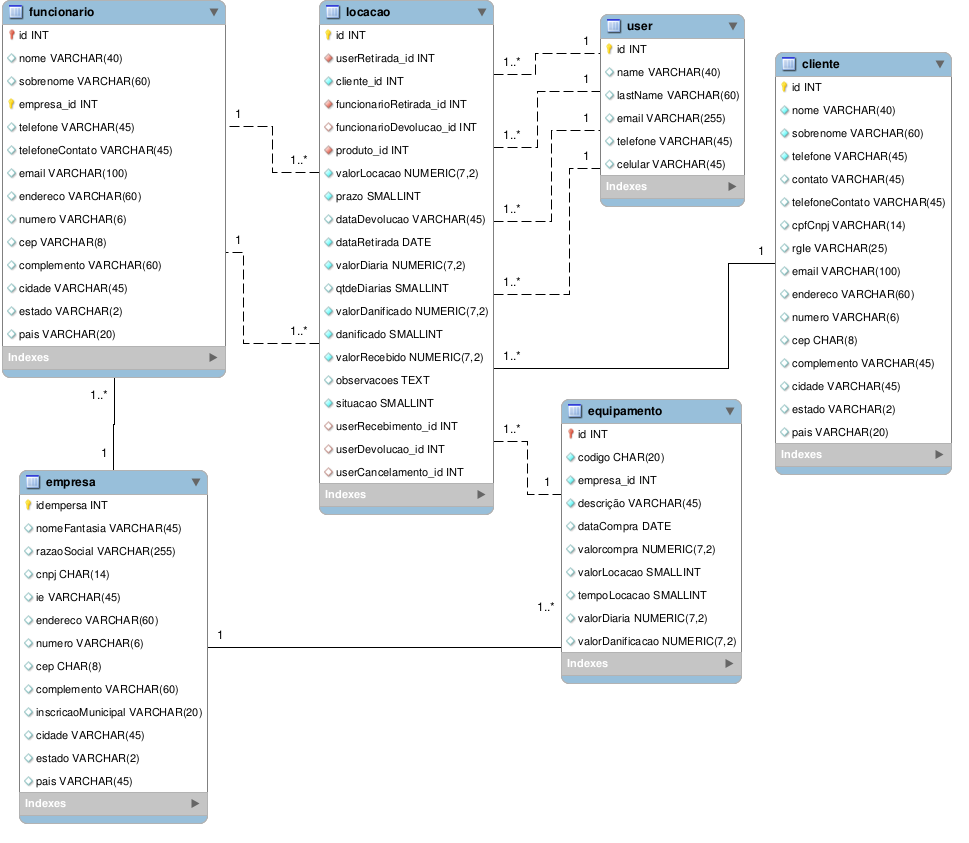 funcionario
id INT
nome VARCHAR(40)
sobrenome VARCHAR(60)
empresa_id INT
telefone VARCHAR(45)
telefoneContato VARCHAR(45)
email VARCHAR(100)
endereco VARCHAR(60)
numero VARCHAR(6)
cep VARCHAR(8)
complemento VARCHAR(60)
cidade VARCHAR(45)
estado VARCHAR(2)
pais VARCHAR(20)
Indexes
locacao
id INT
userRetirada_id INT
cliente_id INT
funcionarioRetirada_id INT
funcionarioDevolucao_id INT
produto_id INT
valorLocacao NUMERIC(7,2)
prazo SMALLINT
dataDevolucao VARCHAR(45)
dataRetirada DATE
valorDiaria NUMERIC(7,2)
qtdeDiarias SMALLINT
valorDanificado NUMERIC(7,2)
danificado SMALLINT
valorRecebido NUMERIC(7,2)
observacoes TEXT
situacao SMALLINT
userRecebimento_id INT
userDevolucao_id INT
userCancelamento_id INT
Indexes
user
id INT
name VARCHAR(40)
lastName VARCHAR(60)
email VARCHAR(255)
telefone VARCHAR(45)
celular VARCHAR(45)
Indexes
cliente
id INT
nome VARCHAR(40)
sobrenome VARCHAR(60)
telefone VARCHAR(45)
contato VARCHAR(45)
telefoneContato VARCHAR(45)
cpfCnpj VARCHAR(14)
rgIe VARCHAR(25)
email VARCHAR(100)
endereco VARCHAR(60)
numero VARCHAR(6)
cep CHAR(8)
complemento VARCHAR(45)
cidade VARCHAR(45)
estado VARCHAR(2)
pais VARCHAR(20)
Indexes
empresa
idempersa INT
nomeFantasia VARCHAR(45)
razaoSocial VARCHAR(255)
cnpj CHAR(14)
ie VARCHAR(45)
endereco VARCHAR(60)
numero VARCHAR(6)
cep CHAR(8)
complemento VARCHAR(60)
inscricaoMunicipal VARCHAR(20)
cidade VARCHAR(45)
estado VARCHAR(2)
pais VARCHAR(45)
Indexes
equipamento
id INT
codigo CHAR(20)
empresa_id INT
descrição VARCHAR(45)
dataCompra DATE
valorcompra NUMERIC(7,2)
valorLocacao SMALLINT
tempoLocacao SMALLINT
valorDiaria NUMERIC(7,2)
valorDanificacao NUMERIC(7,2)
Indexes
1
1..*
1
1..*
1..*
1
1
1..*
1
1..*
1
1..*
1
1..*
1
1..*
1..*
1
1
1..*